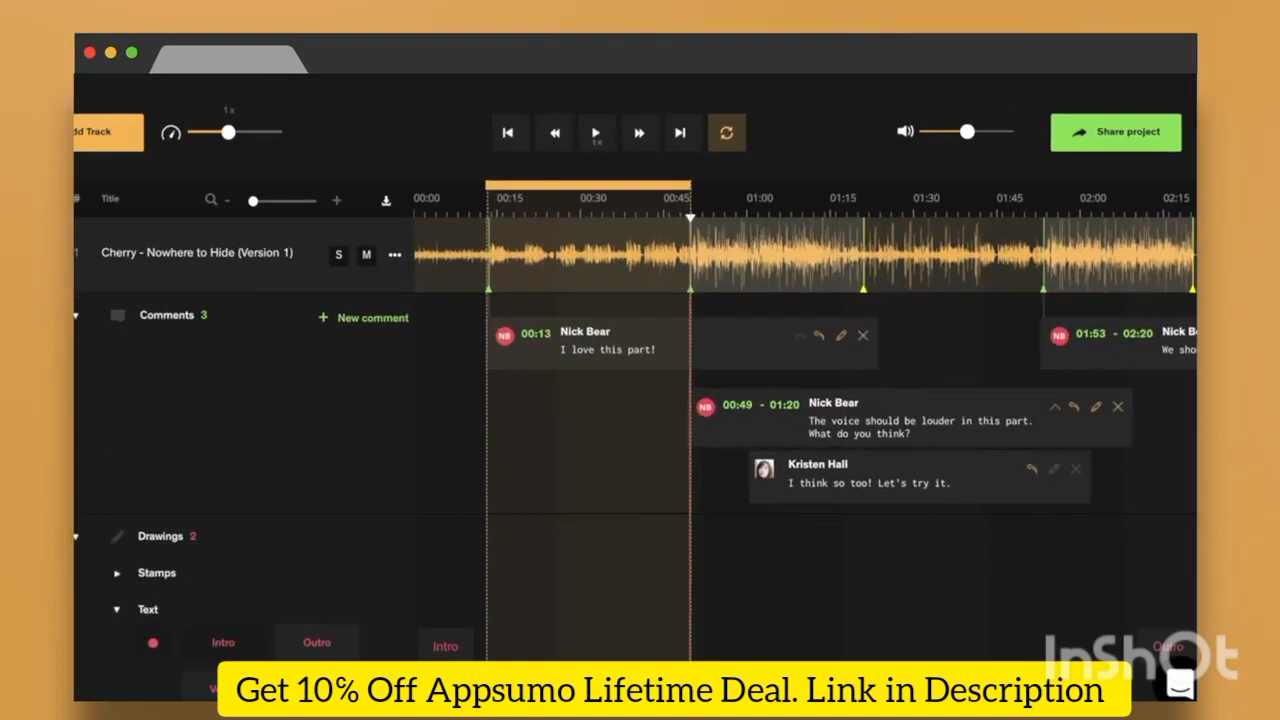 1x
dd Track
1x
Share project
# Title
00:00 00:15 00:30 00:45 01:00 01:15 01:30 01:45 02:00 02:15
1 Cherry - Nowhere to Hide (Version 1) S M
Comments 3
+ New comment
NB 00:13 Nick Bear
I love this part!
NB 01:53 - 02:20 Nick B
We sho
NB 00:49 - 01:20 Nick Bear
The voice should be louder in this part.
What do you think?
Kristen Hall
I think so too! Let's try it.
Drawings 2
Stamps
Text
Intro Outro Intro Outro
InShOt
Get 10% Off Appsumo Lifetime Deal. Link in Description